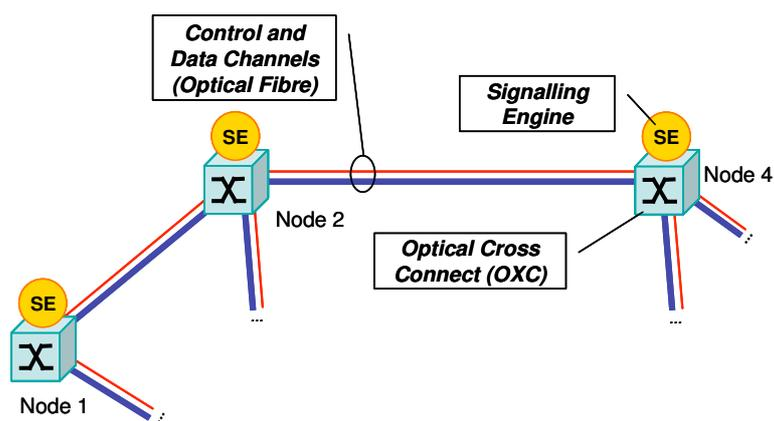 Control and
Data Channels
(Optical Fibre)
Signalling
Engine
SE
SE
Node 4
Node 2
Optical Cross
Connect (OXC)
...
...
...
SE
Node 1
...